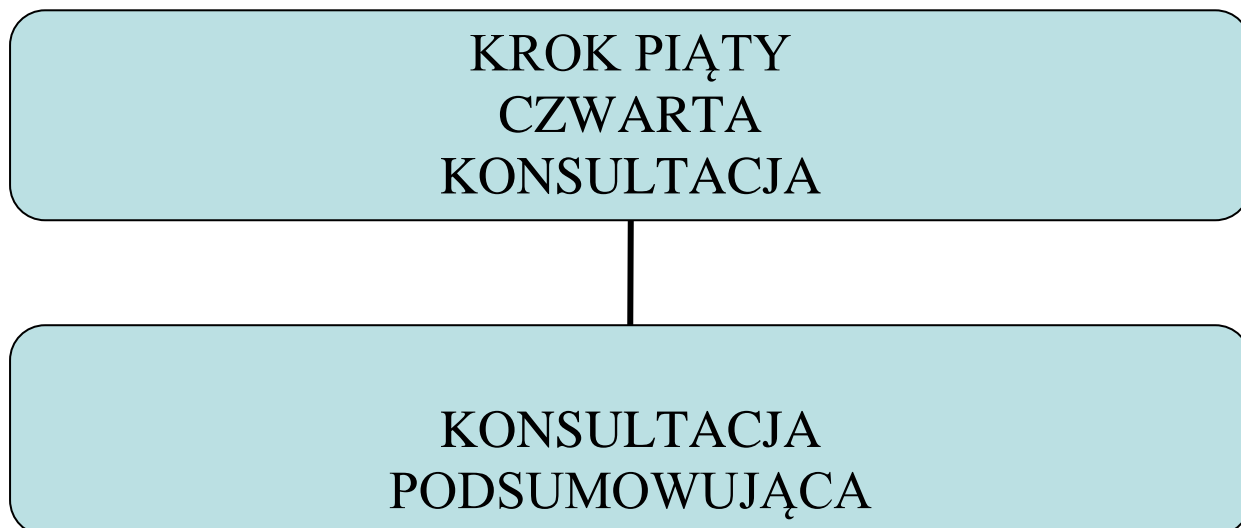 KROK PIĄTY
CZWARTA
KONSULTACJA
KONSULTACJA
PODSUMOWUJĄCA